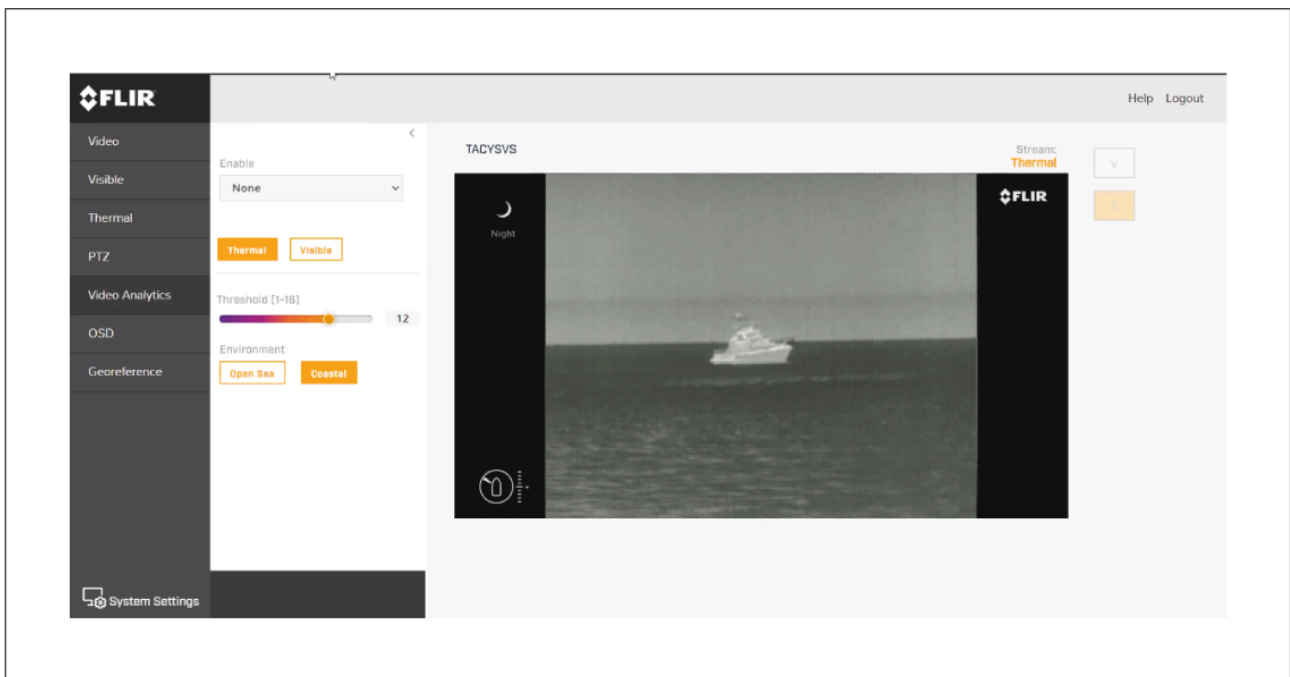 FLIR
Help Logout
Video
Visible
Thermal
PTZ
Video Analytics
OSD
Georeference
System Settings
Enable
None
Thermal Visible
Threshold [1-16]
12
Environment
Open Sea Coastal
TACYSVS
Stream:
Thermal
Night
FLIR
V